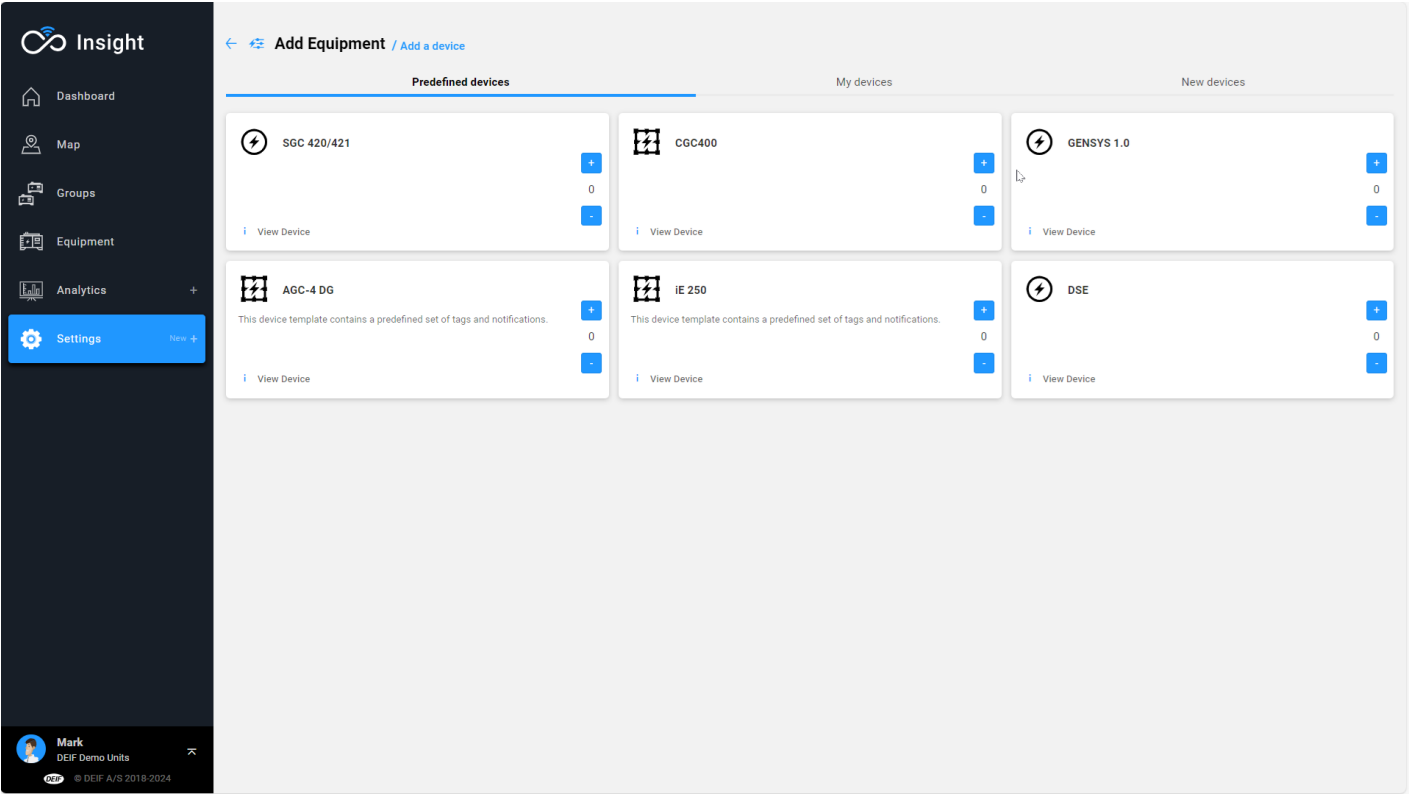 Insight
Dashboard
Map
Groups
Equipment
Analytics +
Settings New +
Mark
DEIF Demo Units
DEIF © DEIF A/S 2018-2024
Add Equipment / Add a device
Predefined devices My devices New devices
SGC 420/421
+
0
-
i View Device
CGC400
+
0
-
i View Device
GENSYS 1.0
+
0
-
i View Device
AGC-4 DG
This device template contains a predefined set of tags and notifications.
+
0
-
i View Device
iE 250
This device template contains a predefined set of tags and notifications.
+
0
-
i View Device
DSE
+
0
-
i View Device